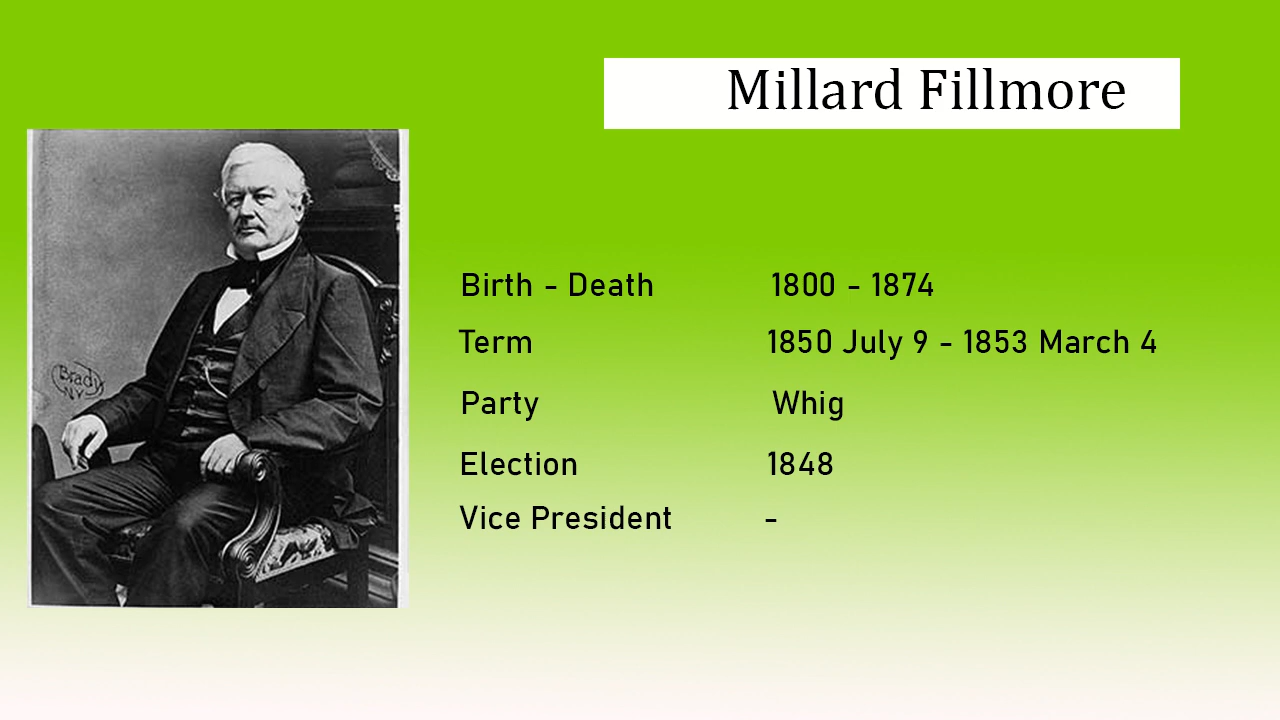 Millard Fillmore
Birth - Death 1800 - 1874
Term 1850 July 9 - 1853 March 4
Party Whig
Election 1848
Vice President -
Brady
N.Y.